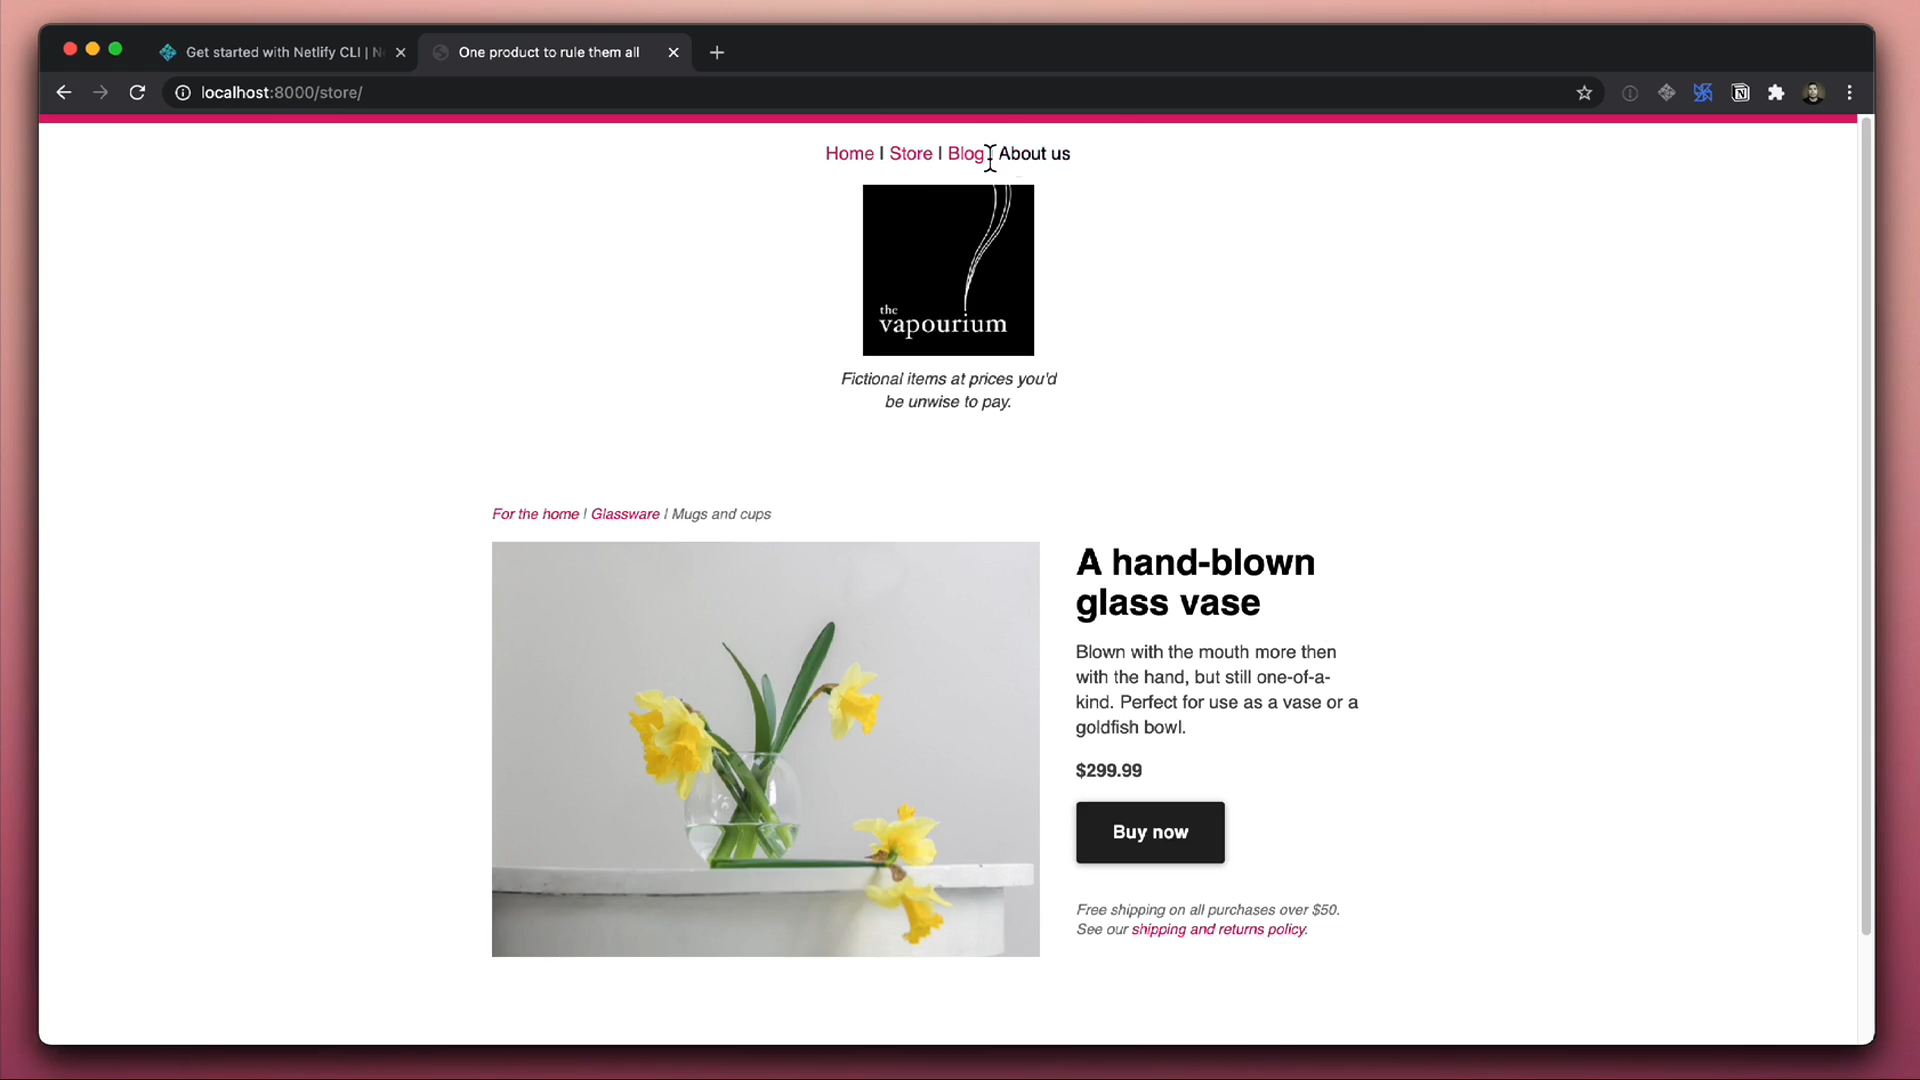 Get started with Netlify CLI | N
One product to rule them all
localhost:8000/store/
Home | Store | Blog | About us
the
vapourium
Fictional items at prices you'd
be unwise to pay.
For the home | Glassware | Mugs and cups
A hand-blown
glass vase
Blown with the mouth more then
with the hand, but still one-of-a-
kind. Perfect for use as a vase or a
goldfish bowl.
$299.99
Buy now
Free shipping on all purchases over $50.
See our shipping and returns policy.